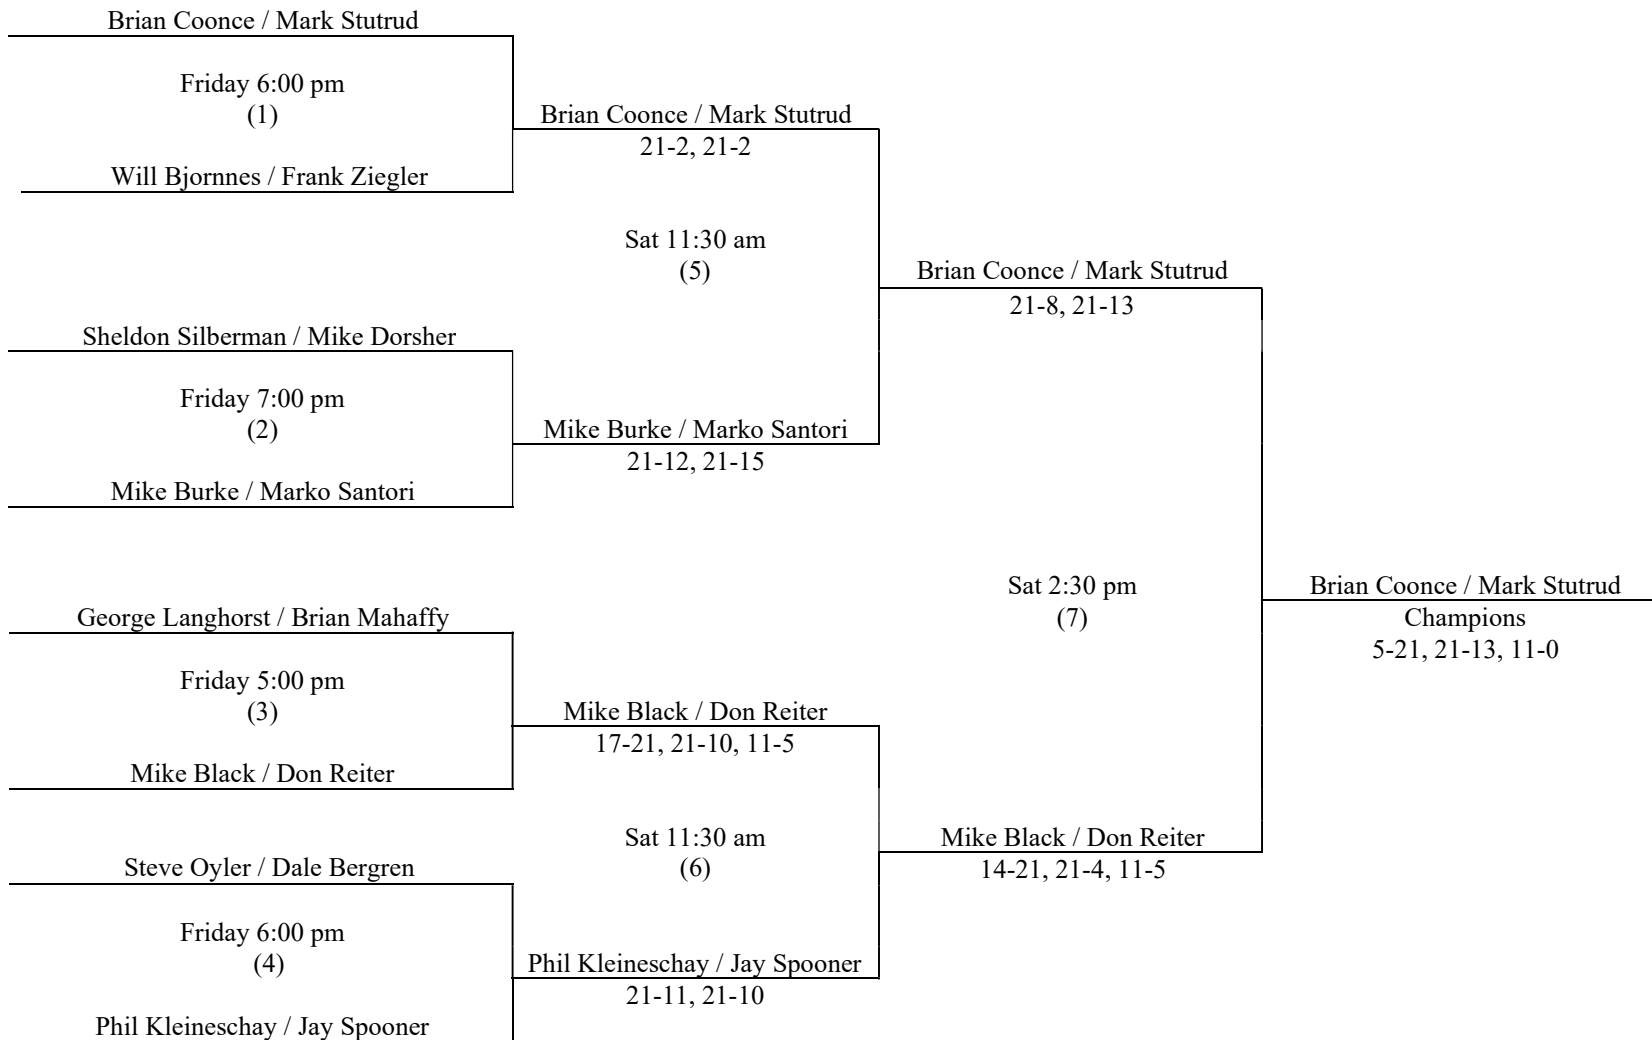 Brian Coonce / Mark Stutrud
Friday 6:00 pm
(1)
Will Bjornnes / Frank Ziegler
Sheldon Silberman / Mike Dorsher
Friday 7:00 pm
(2)
Mike Burke / Marko Santori
George Langhorst / Brian Mahaffy
Friday 5:00 pm
(3)
Mike Black / Don Reiter
Steve Oyler / Dale Bergren
Friday 6:00 pm
(4)
Phil Kleineschay / Jay Spooner
Brian Coonce / Mark Stutrud
21-2, 21-2
Sat 11:30 am
(5)
Mike Burke / Marko Santori
21-12, 21-15
Mike Black / Don Reiter
17-21, 21-10, 11-5
Sat 11:30 am
(6)
Phil Kleineschay / Jay Spooner
21-11, 21-10
Brian Coonce / Mark Stutrud
21-8, 21-13
Sat 2:30 pm
(7)
Mike Black / Don Reiter
14-21, 21-4, 11-5
Brian Coonce / Mark Stutrud
Champions
5-21, 21-13, 11-0